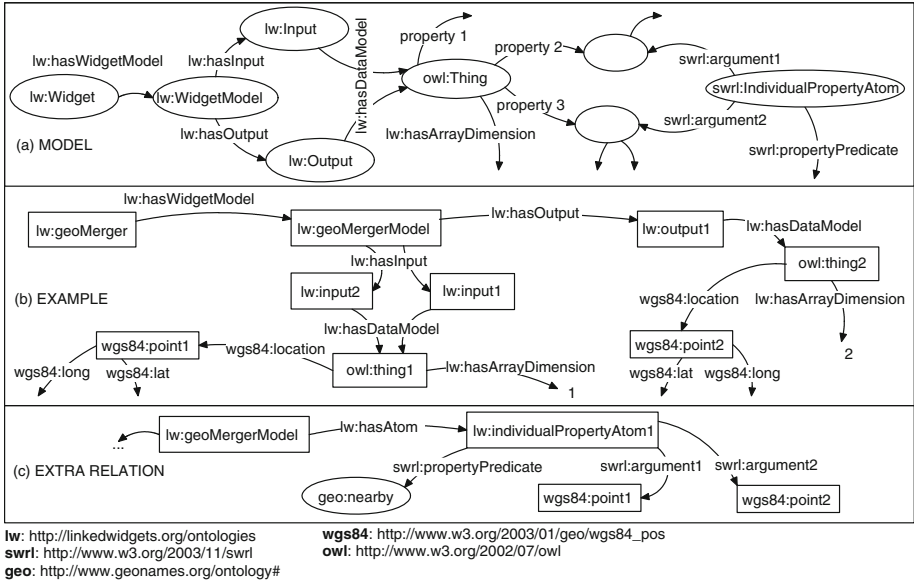 lw:Input
property 1
lw:hasWidgetModel
lw:hasInput
property 2
lw:hasDataModel
owl:Thing
swrl:argument1
lw:Widget
lw:WidgetModel
swrl:IndividualPropertyAtom
property 3
lw:hasOutput
lw:hasArrayDimension
swrl:argument2
(a) MODEL
lw:Output
swrl:propertyPredicate
lw:hasWidgetModel
lw:hasOutput
lw:geoMerger
lw:geoMergerModel
lw:output1
lw:hasDataModel
lw:hasInput
owl:thing2
(b) EXAMPLE
lw:input2
lw:input1
wgs84:location
lw:hasArrayDimension
lw:hasDataModel
wgs84:point1
wgs84:location
wgs84:point2
2
wgs84:long
wgs84:lat
owl:thing1
lw:hasArrayDimension
wgs84:lat
wgs84:long
1
...
lw:geoMergerModel
lw:hasAtom
lw:individualPropertyAtom1
(c) EXTRA RELATION
swrl:propertyPredicate
swrl:argument1
swrl:argument2
geo:nearby
wgs84:point1
wgs84:point2
lw: http://linkedwidgets.org/ontologies
wgs84: http://www.w3.org/2003/01/geo/wgs84_pos
swrl: http://www.w3.org/2003/11/swrl
owl: http://www.w3.org/2002/07/owl
geo: http://www.geonames.org/ontology#